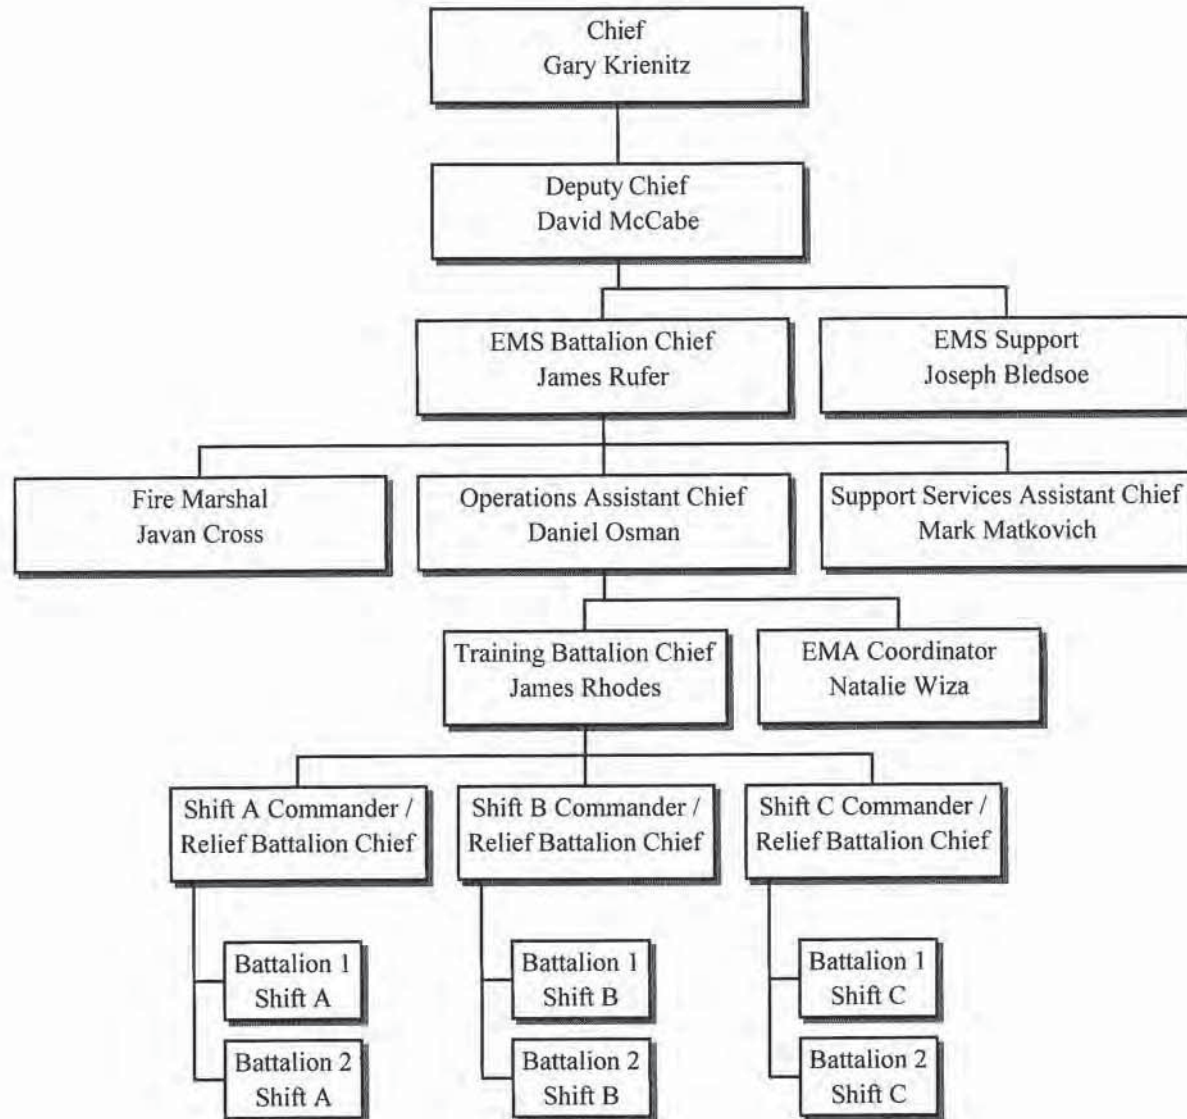 Chief
Gary Krienitz
Deputy Chief
David McCabe
EMS Battalion Chief
James Rufer
EMS Support
Joseph Bledsoe
Fire Marshal
Javan Cross
Operations Assistant Chief
Daniel Osman
Support Services Assistant Chief
Mark Matkovich
Training Battalion Chief
James Rhodes
EMA Coordinator
Natalie Wiza
Shift A Commander /
Relief Battalion Chief
Shift B Commander /
Relief Battalion Chief
Shift C Commander /
Relief Battalion Chief
Battalion 1
Shift A
Battalion 1
Shift B
Battalion 1
Shift C
Battalion 2
Shift A
Battalion 2
Shift B
Battalion 2
Shift C